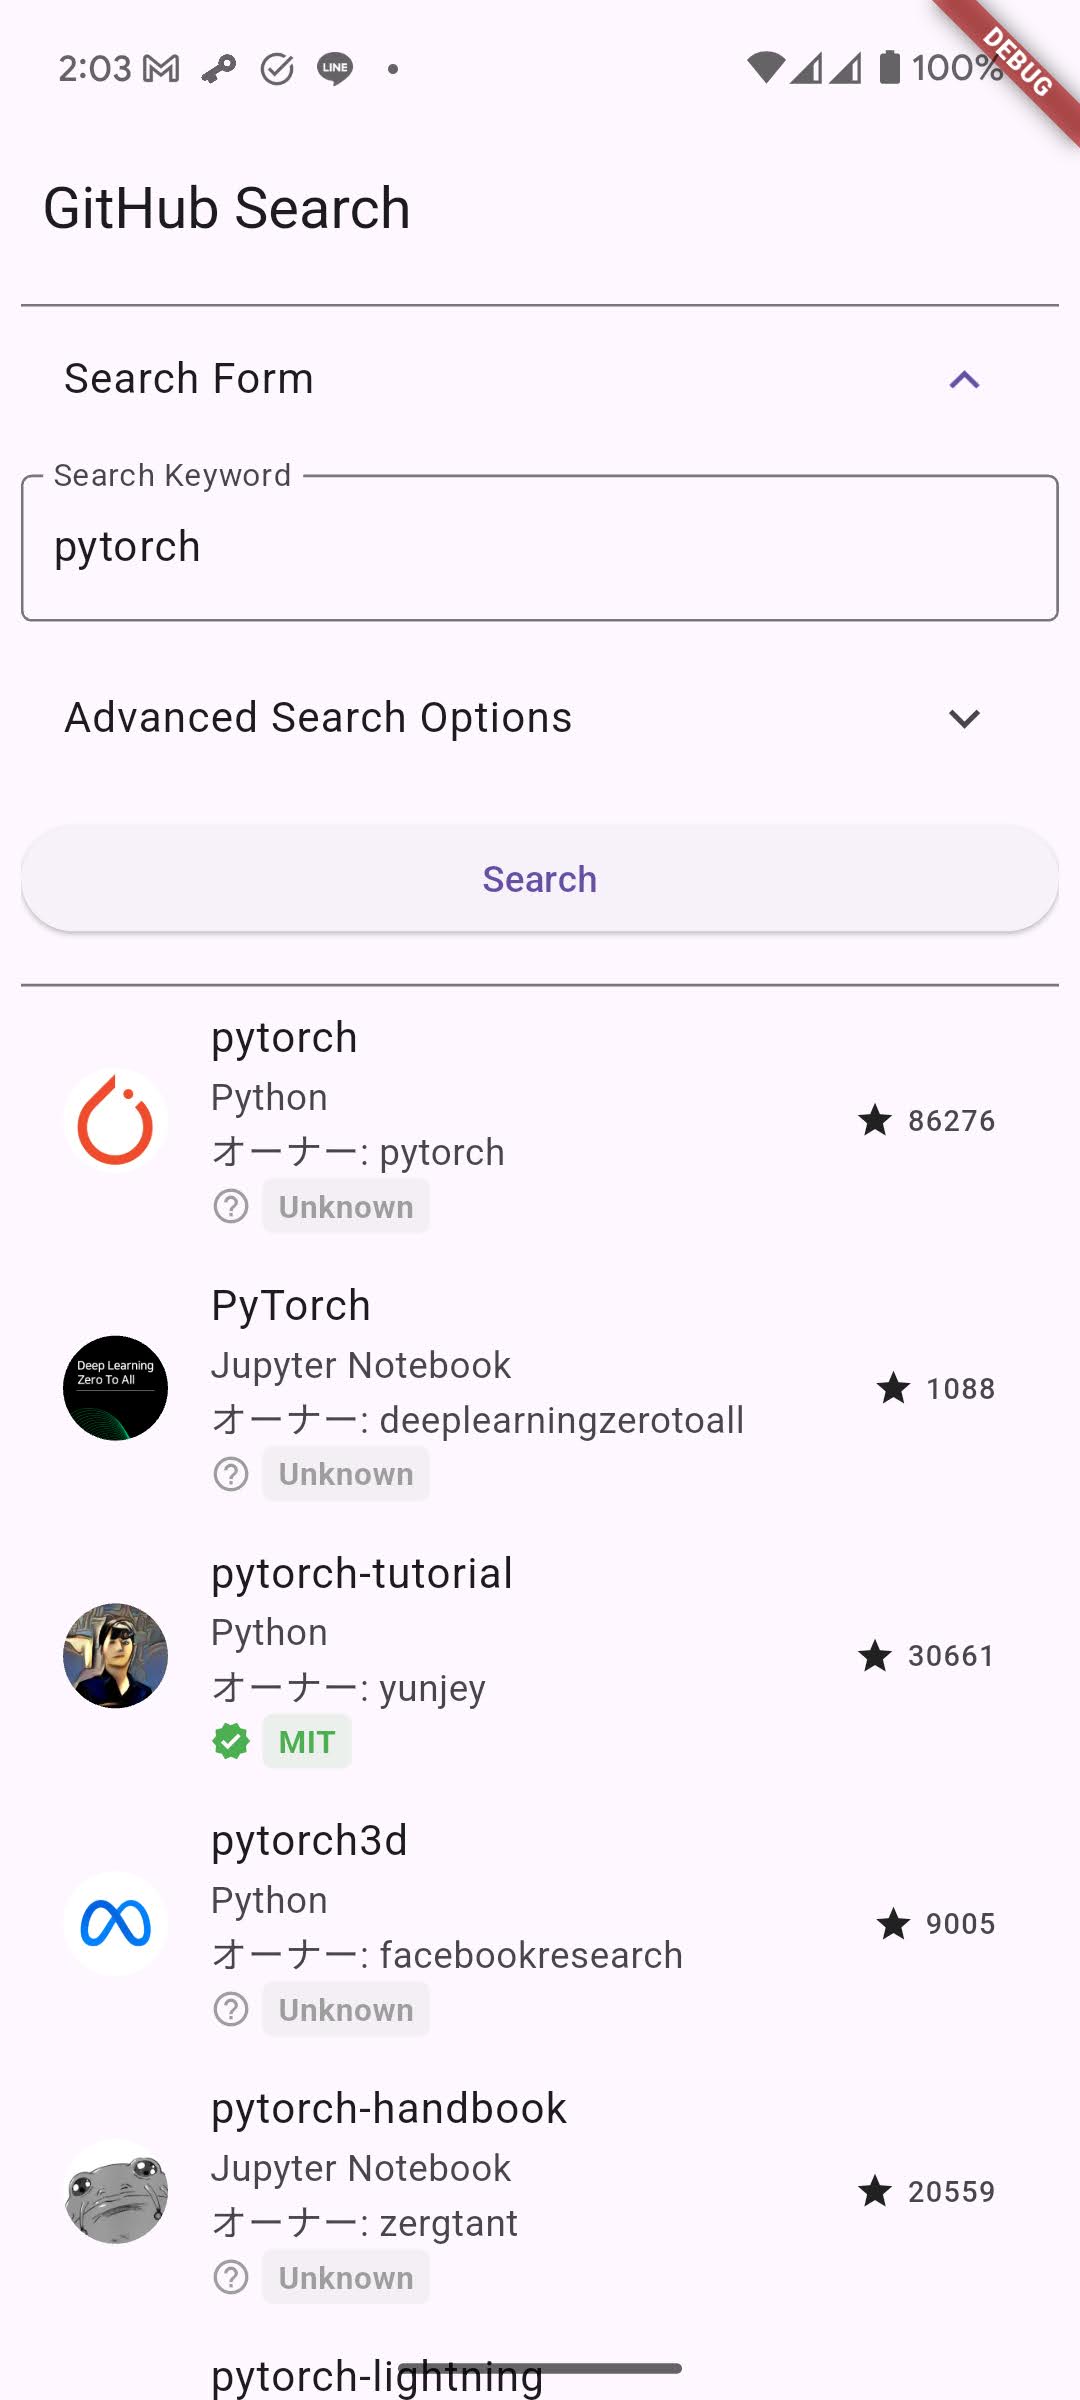 2:03
LINE
100%
DEBUG
GitHub Search
Search Form
Search Keyword
pytorch
Advanced Search Options
Search
pytorch
Python
オーナー: pytorch
Unknown
86276
Deep Learning
Zero To All
PyTorch
Jupyter Notebook
オーナー: deeplearningzerotoall
Unknown
1088
pytorch-tutorial
Python
オーナー: yunjey
MIT
30661
pytorch3d
Python
オーナー: facebookresearch
Unknown
9005
pytorch-handbook
Jupyter Notebook
オーナー: zergtant
Unknown
20559
pytorch-lightning